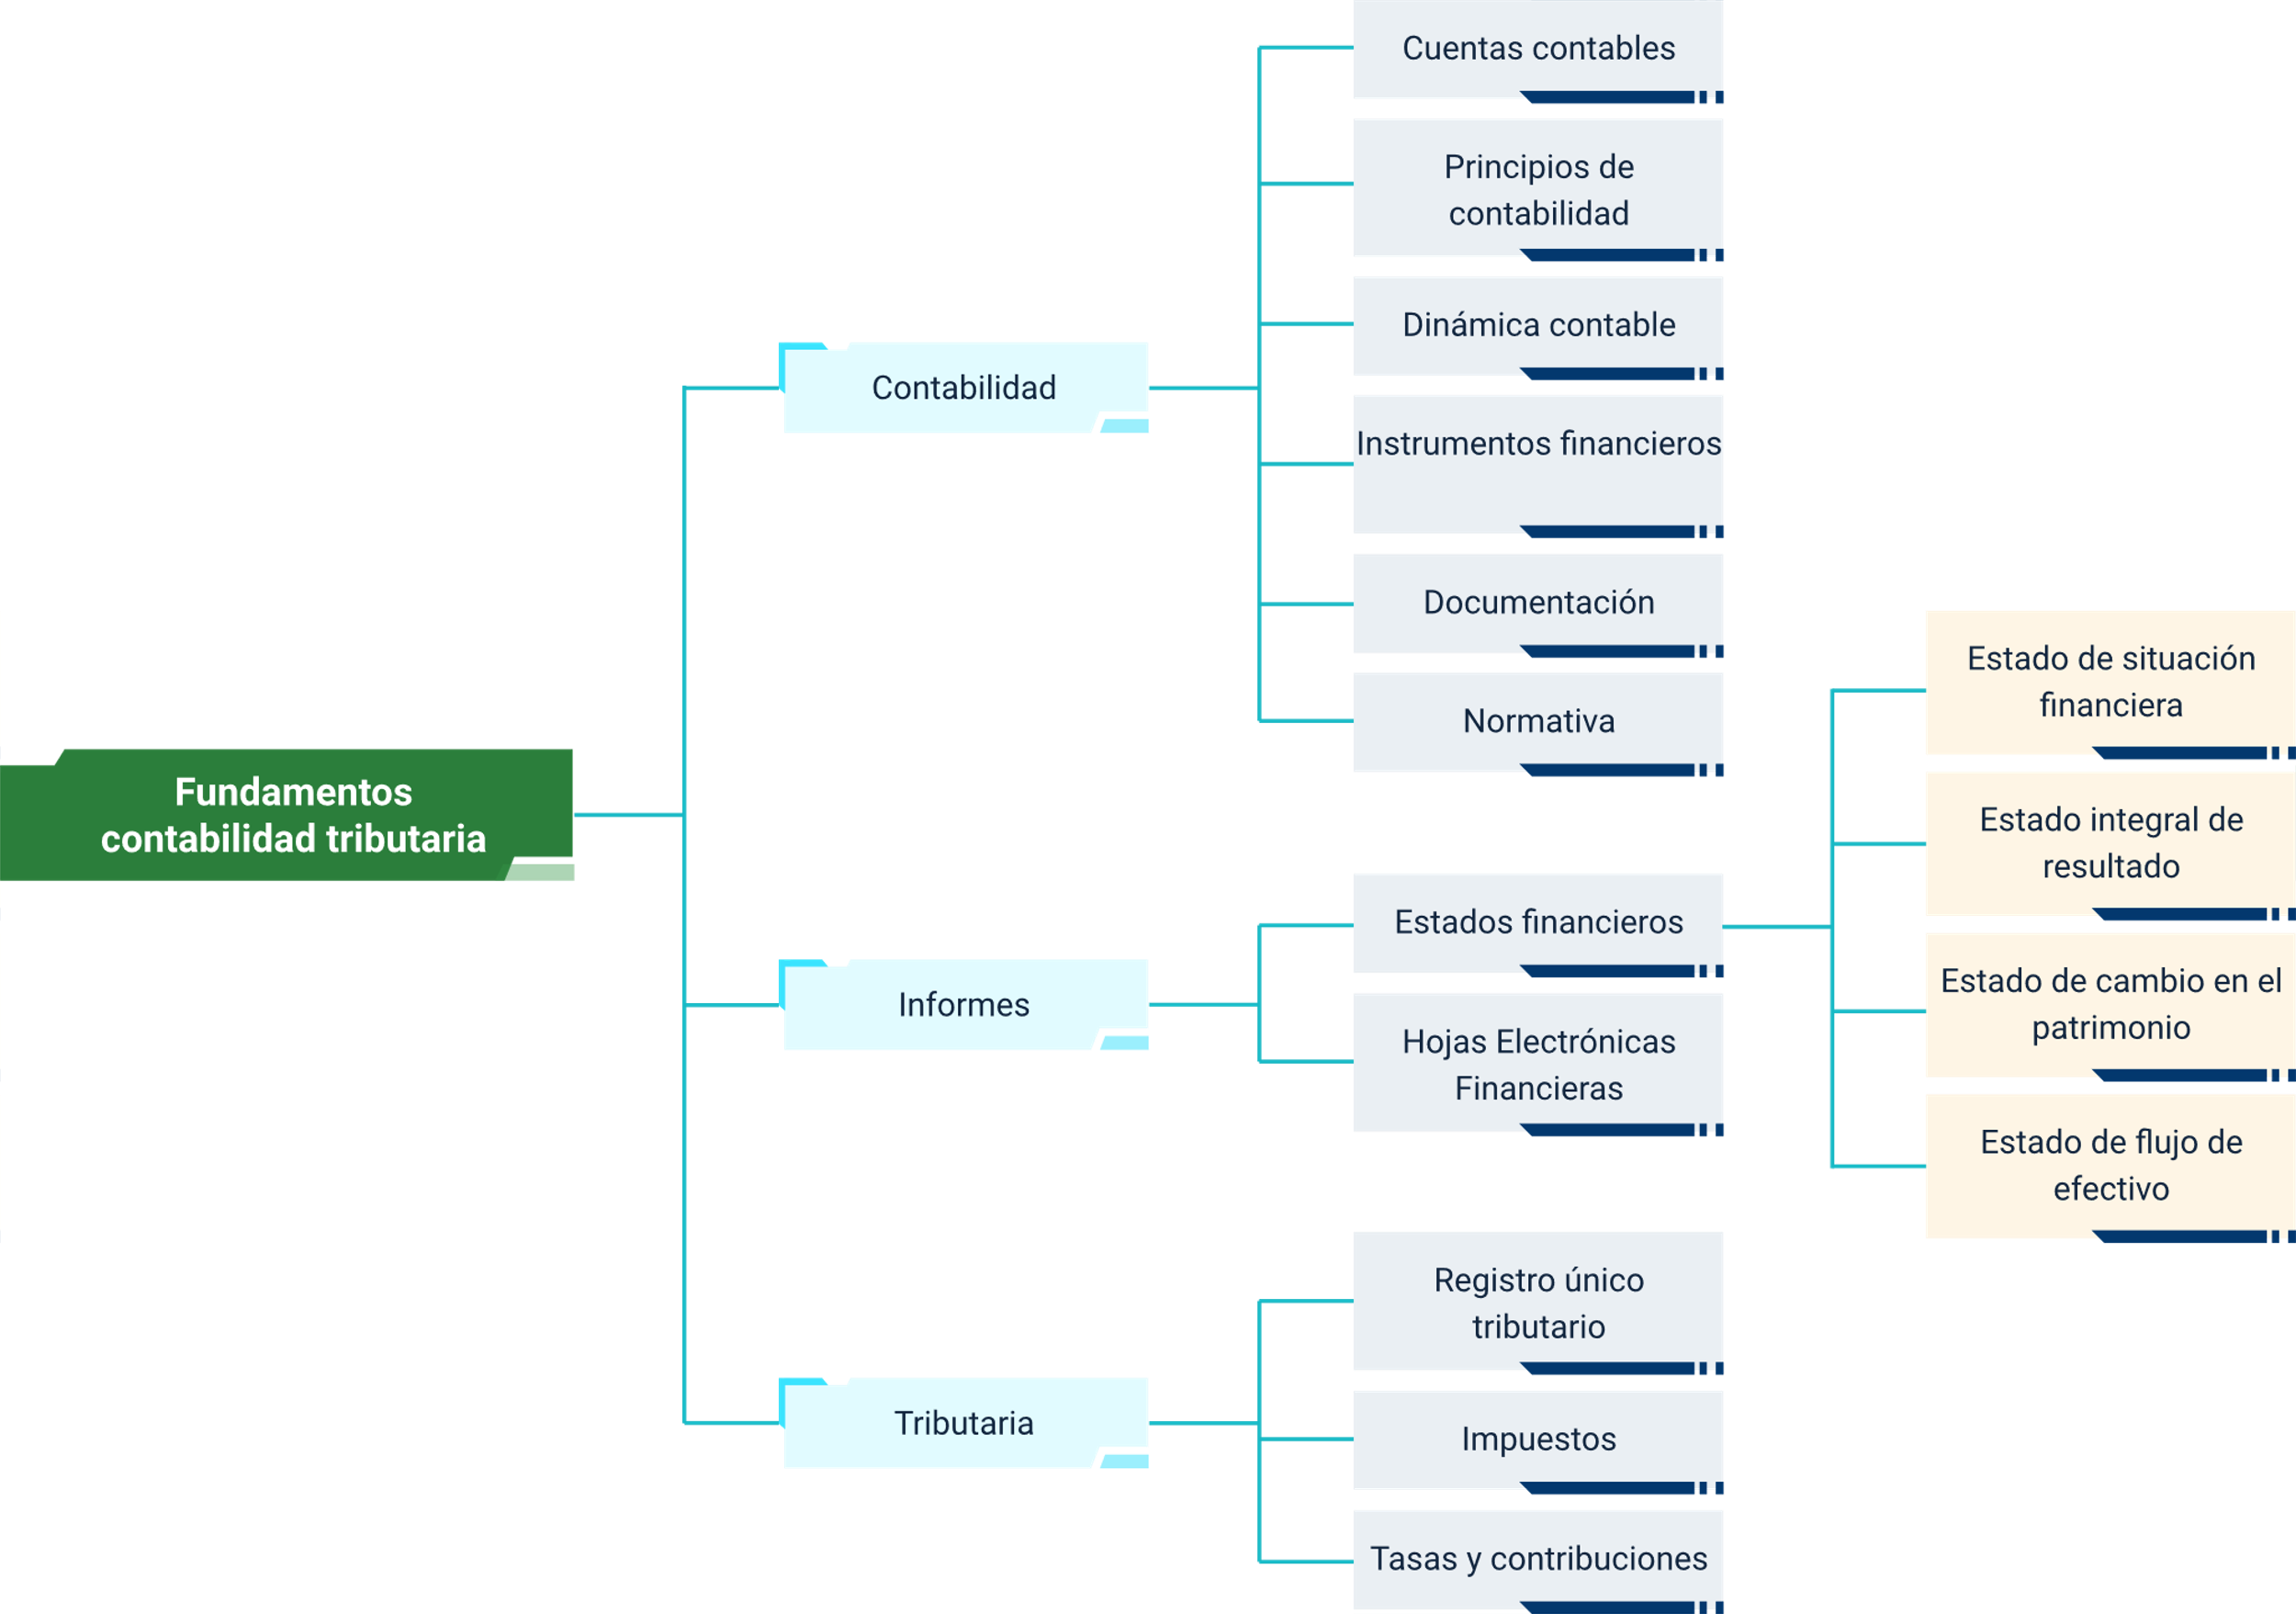 Fundamentos
contabilidad tributaria
Contabilidad
Cuentas contables
Principios de
contabilidad
Dinámica contable
Instrumentos financieros
Documentación
Normativa
Informes
Estados financieros
Estado de situación
financiera
Estado integral de
resultado
Estado de cambio en el
patrimonio
Estado de flujo de
efectivo
Hojas Electrónicas
Financieras
Tributaria
Registro único
tributario
Impuestos
Tasas y contribuciones